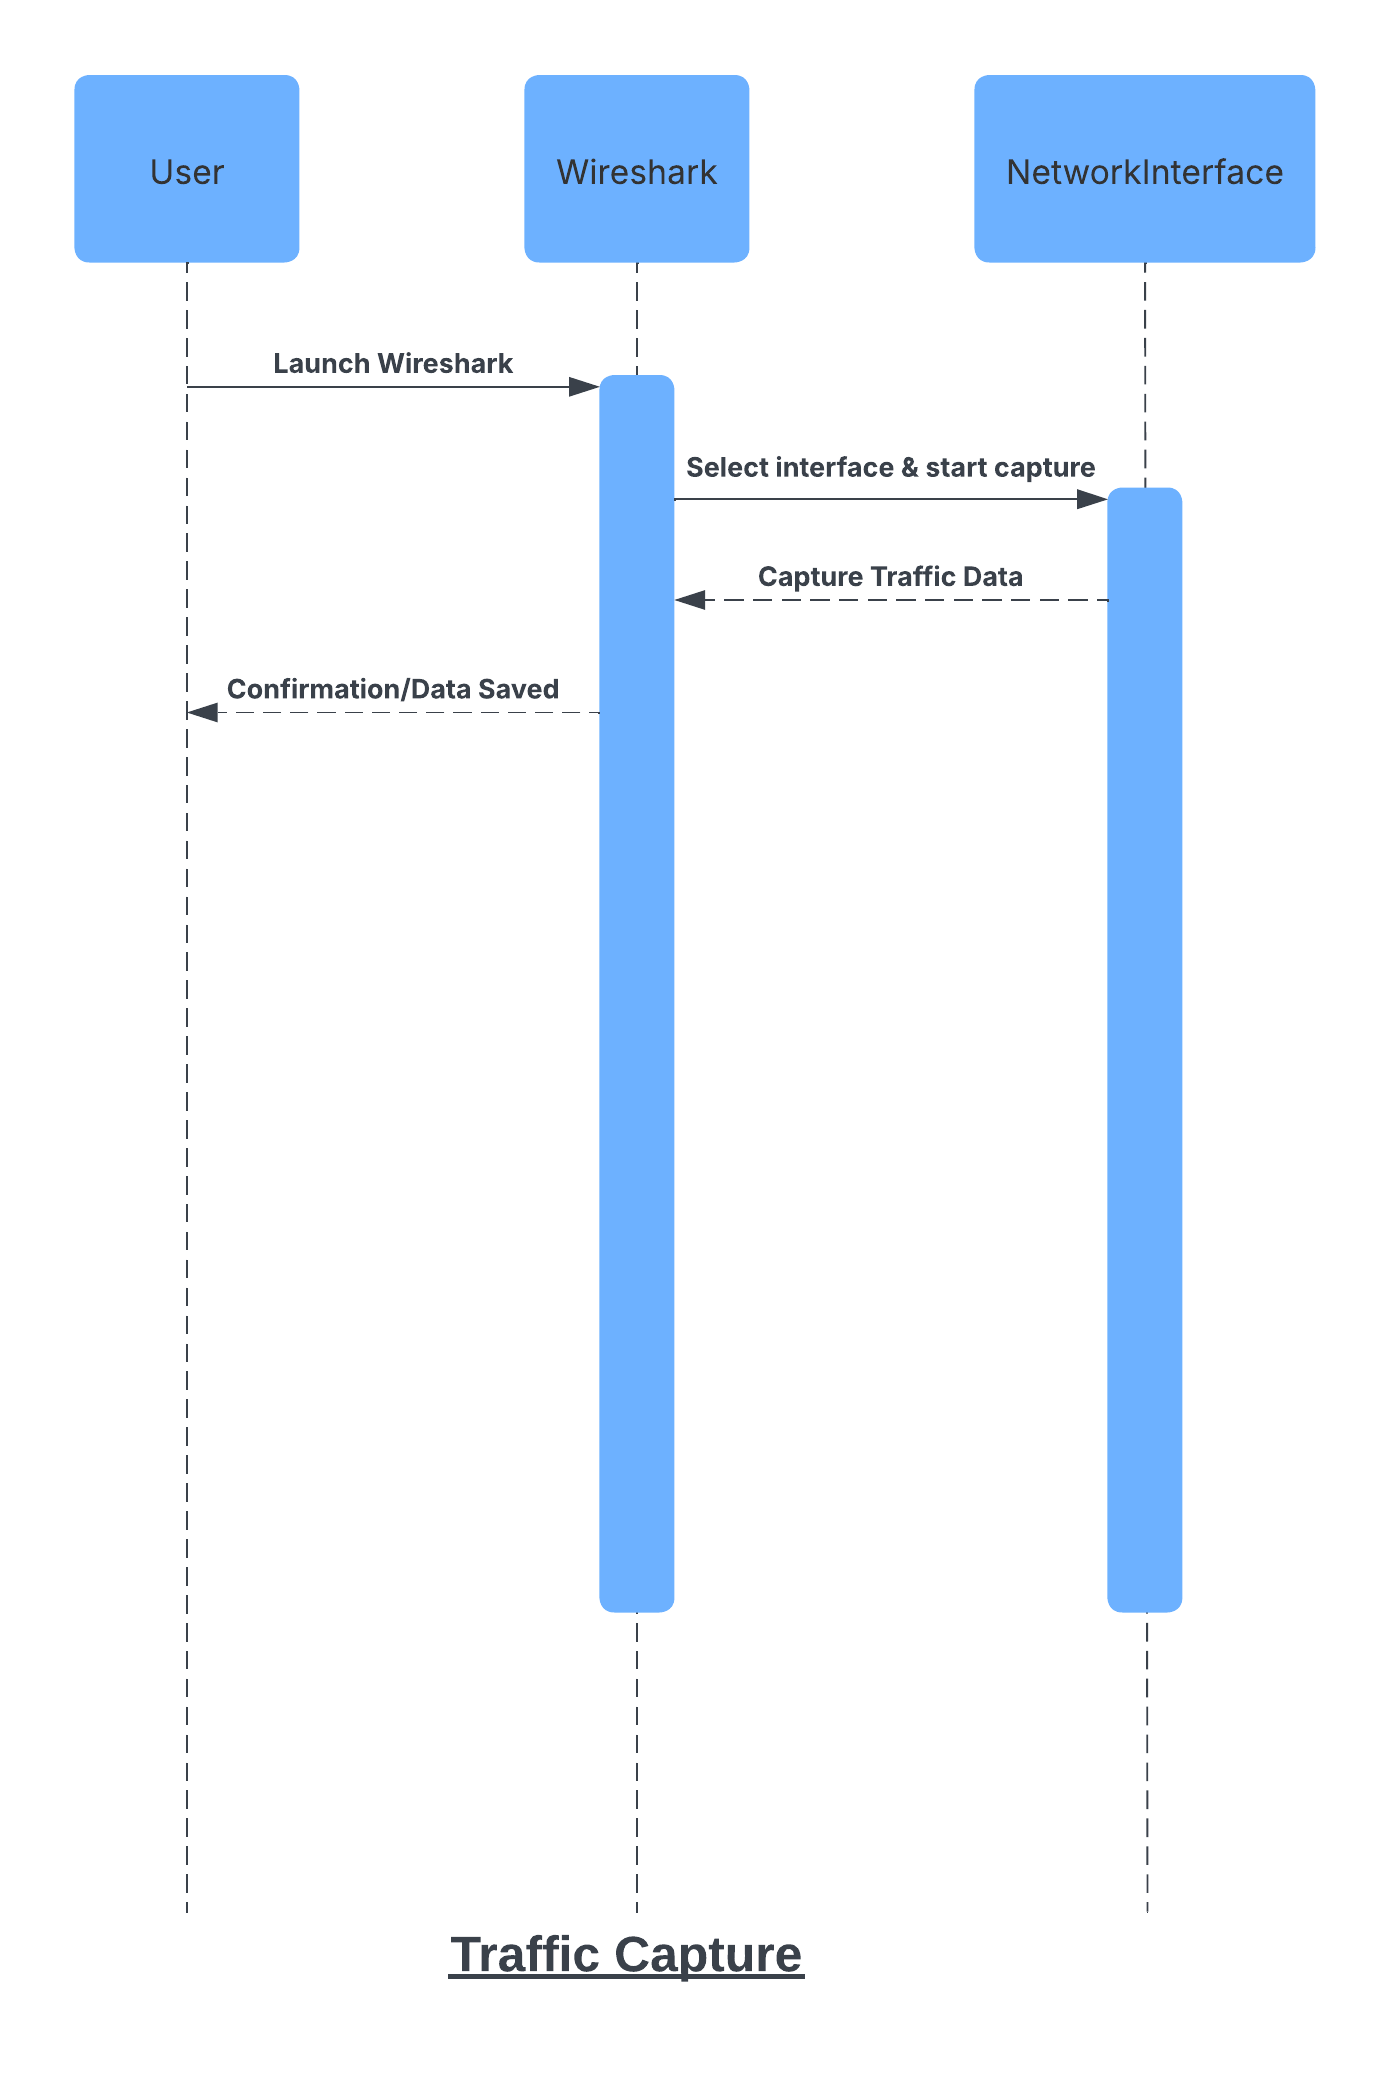 User
Wireshark
NetworkInterface
Launch Wireshark
Select interface & start capture
Capture Traffic Data
Confirmation/Data Saved
Traffic Capture